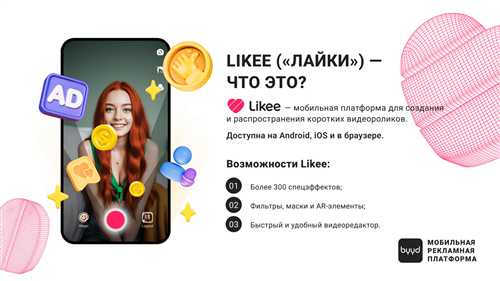 LIKEE («ЛАЙКИ») —
ЧТО ЭТО?
Likee — мобильная платформа для создания
и распространения коротких видеороликов.
Доступна на Android, iOS и в браузере.
Возможности Likee:
01 Более 300 спецэффектов;
02 Фильтры, маски и AR-элементы;
03 Быстрый и удобный видеоредактор.
AD
byyd
МОБИЛЬНАЯ
РЕКЛАМНАЯ
ПЛАТФОРМА